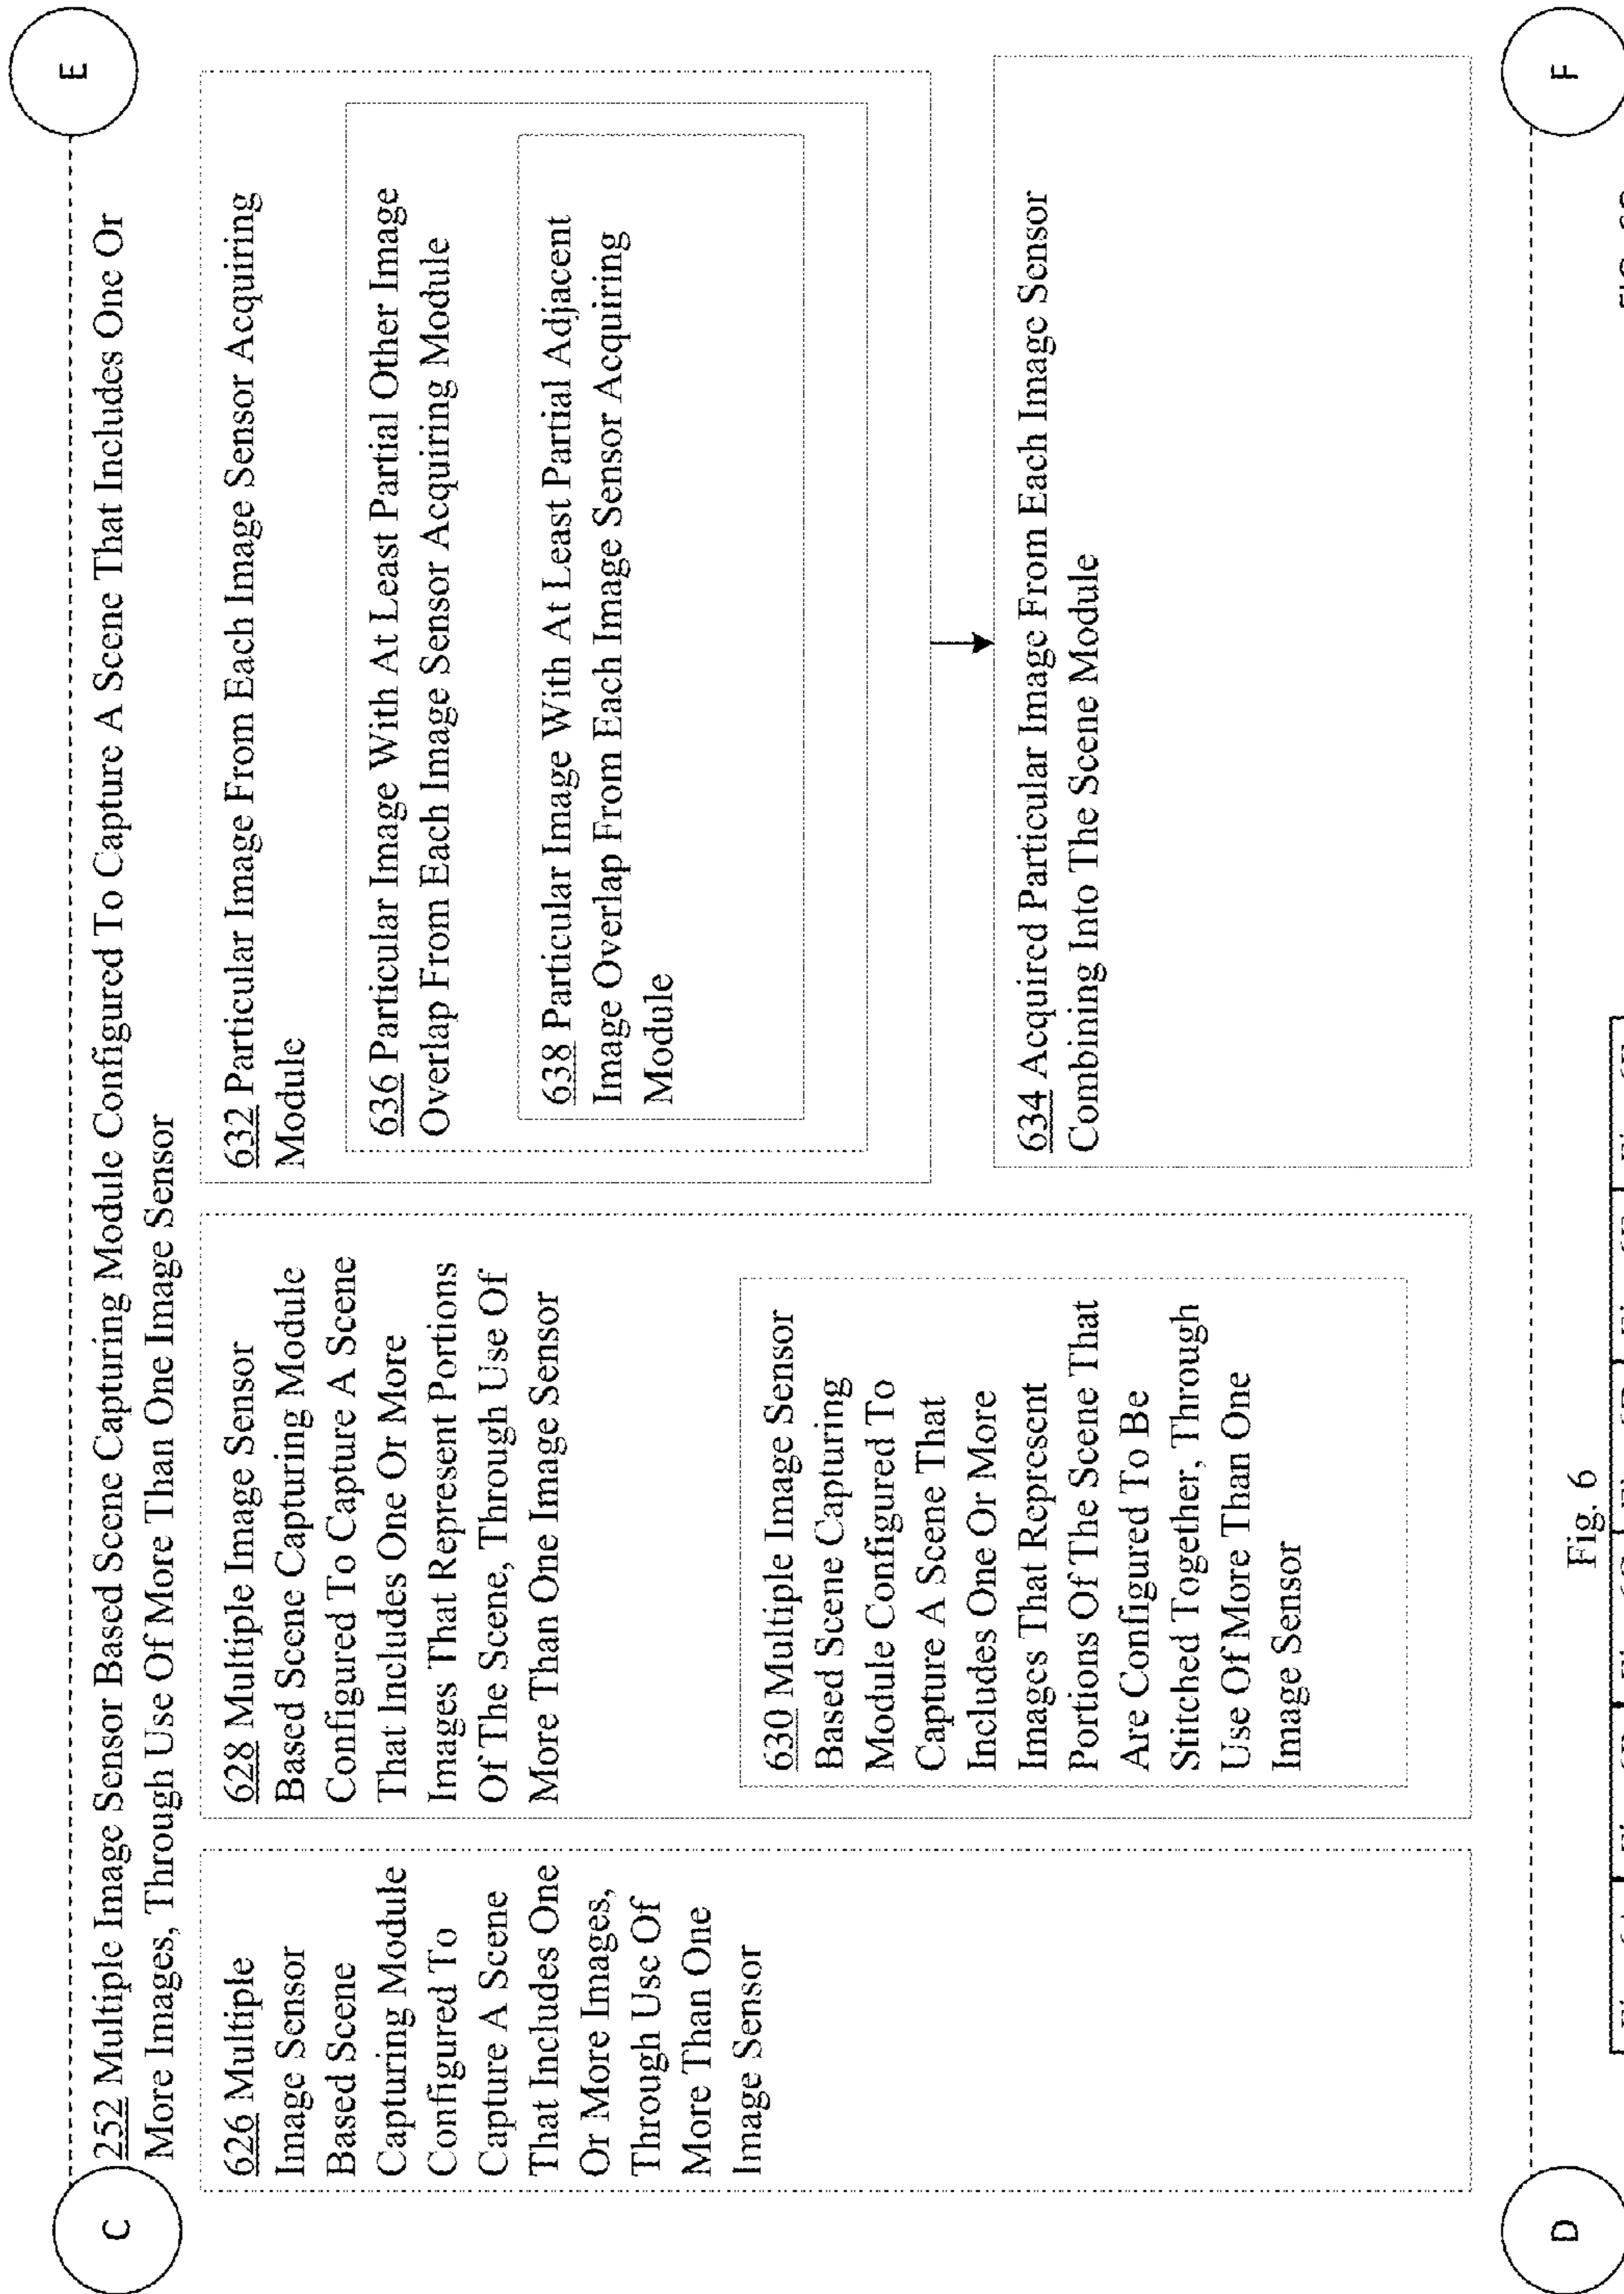 C
E
252 Multiple Image Sensor Based Scene Capturing Module Configured To Capture A Scene That Includes One Or
More Images, Through Use Of More Than One Image Sensor
626 Multiple
Image Sensor
Based Scene
Capturing Module
Configured To
Capture A Scene
That Includes One
Or More Images,
Through Use Of
More Than One
Image Sensor
628 Multiple Image Sensor
Based Scene Capturing Module
Configured To Capture A Scene
That Includes One Or More
Images That Represent Portions
Of The Scene, Through Use Of
More Than One Image Sensor
630 Multiple Image Sensor
Based Scene Capturing
Module Configured To
Capture A Scene That
Includes One Or More
Images That Represent
Portions Of The Scene That
Are Configured To Be
Stitched Together, Through
Use Of More Than One
Image Sensor
632 Particular Image From Each Image Sensor Acquiring
Module
636 Particular Image With At Least Partial Other Image
Overlap From Each Image Sensor Acquiring Module
638 Particular Image With At Least Partial Adjacent
Image Overlap From Each Image Sensor Acquiring
Module
634 Acquired Particular Image From Each Image Sensor
Combining Into The Scene Module
D
F
Fig. 6